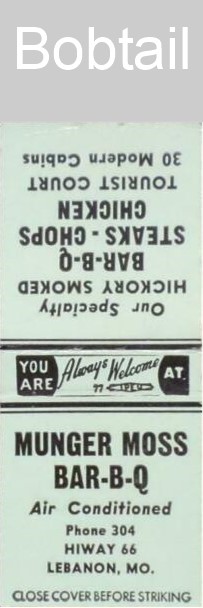 Bobtail
Our Specialty
HICKORY SMOKED
BAR-B-Q
STEAKS - CHOPS
CHICKEN
TOURIST COURT
30 Modern Cabins
YOU ARE Always Welcome AT.
MUNGER MOSS
BAR-B-Q
Air Conditioned
Phone 304
HIWAY 66
LEBANON, MO.
CLOSE COVER BEFORE STRIKING